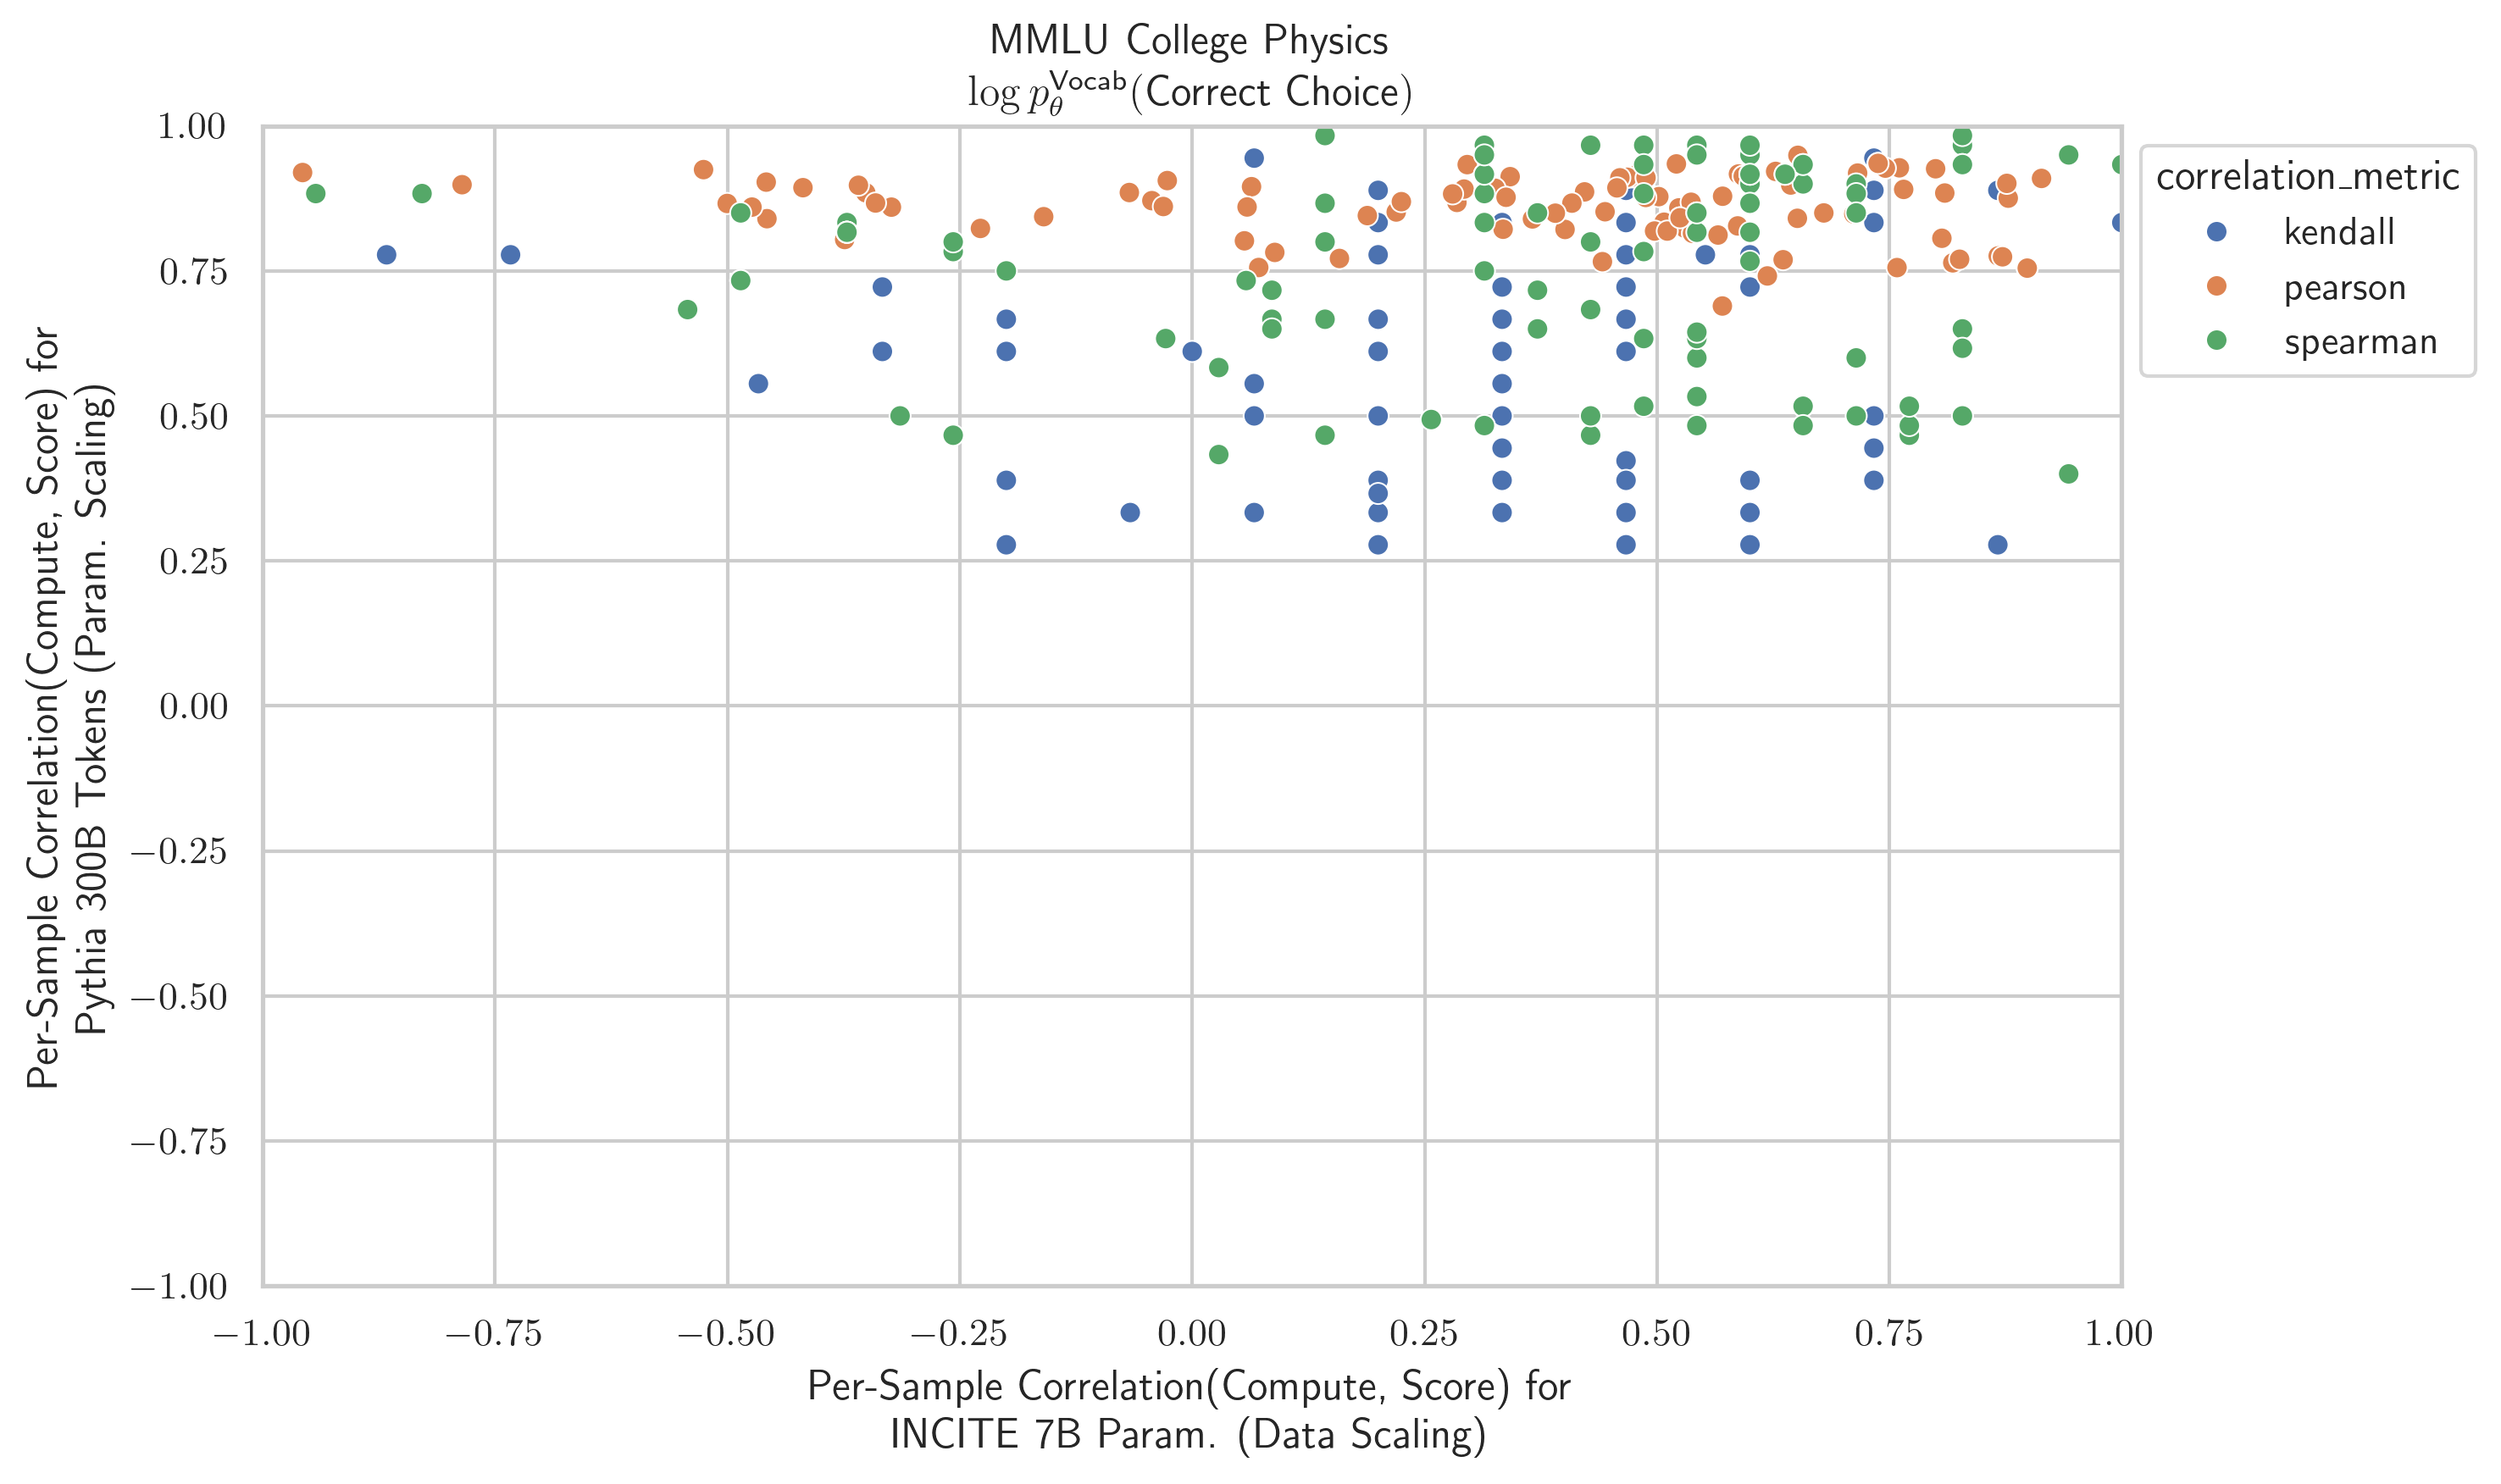 MMLU College Physics
log p_θ^Vocab(Correct Choice)
1.00
0.75
0.50
0.25
0.00
−0.25
−0.50
−0.75
−1.00
Per-Sample Correlation(Compute, Score) for
Pythia 300B Tokens (Param. Scaling)
−1.00
−0.75
−0.50
−0.25
0.00
0.25
0.50
0.75
1.00
Per-Sample Correlation(Compute, Score) for
INCITE 7B Param. (Data Scaling)
correlation_metric
kendall
pearson
spearman